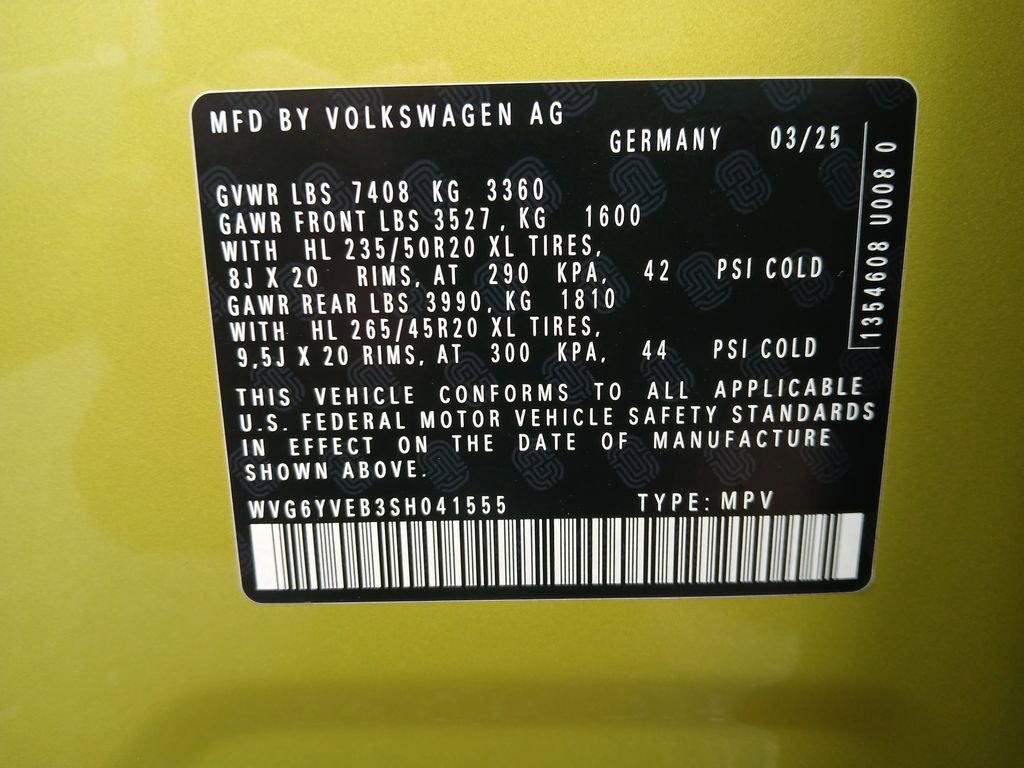 MFD BY VOLKSWAGEN AG
GERMANY 03/25
GVWR LBS 7408 KG 3360
GAWR FRONT LBS 3527, KG 1600
WITH HL 235/50R20 XL TIRES,
8J X 20 RIMS, AT 290 KPA, 42 PSI COLD
GAWR REAR LBS 3990, KG 1810
WITH HL 265/45R20 XL TIRES,
9,5J X 20 RIMS, AT 300 KPA, 44 PSI COLD
THIS VEHICLE CONFORMS TO ALL APPLICABLE
U.S. FEDERAL MOTOR VEHICLE SAFETY STANDARDS
IN EFFECT ON THE DATE OF MANUFACTURE
SHOWN ABOVE.
WVG6YVEB3SH041555 TYPE: MPV
1354608 U008 0